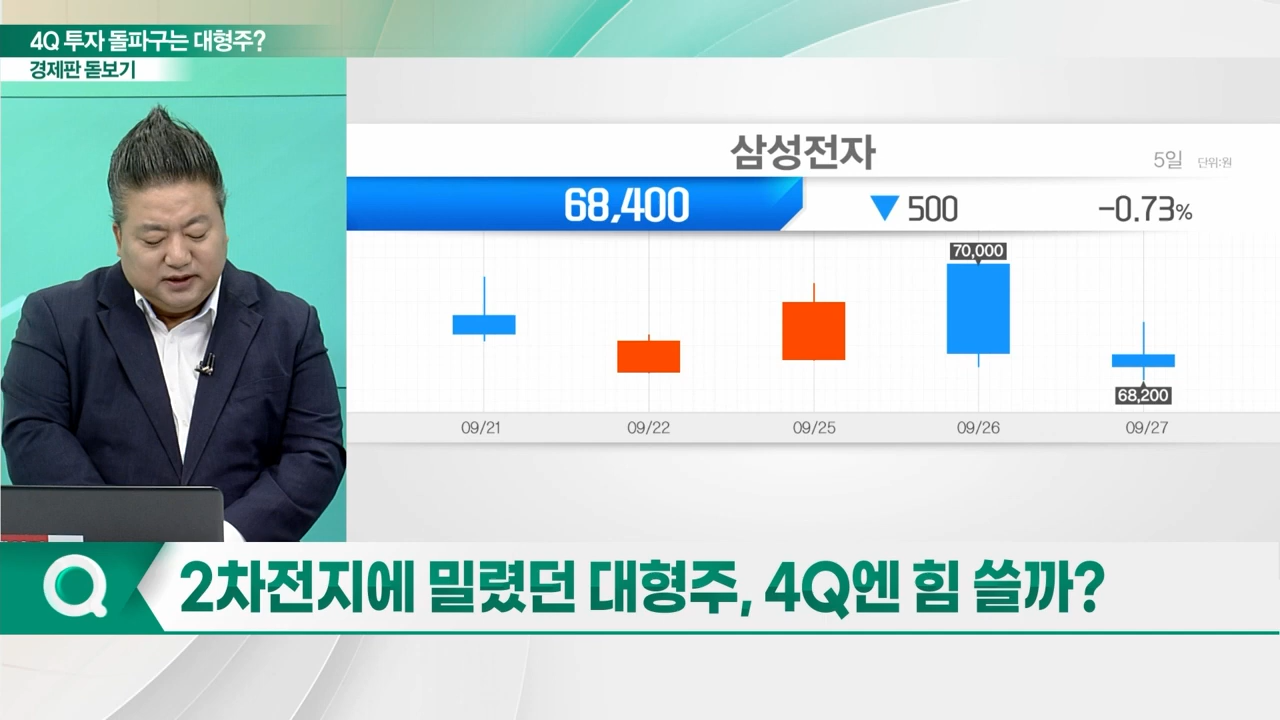 4Q 투자 돌파구는 대형주?
경제판 돋보기
삼성전자
5일 단위:원
68,400 ▼500 -0.73%
70,000
68,200
09/21 09/22 09/25 09/26 09/27
2차전지에 밀렸던 대형주, 4Q엔 힘 쓸까?